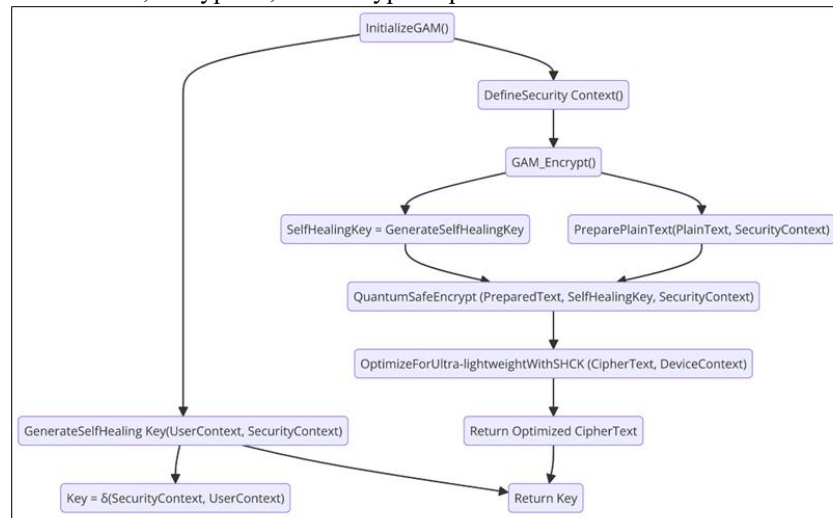 InitializeGAM()
DefineSecurity Context()
GAM_Encrypt()
SelfHealingKey = GenerateSelfHealingKey
PreparePlainText(PlainText, SecurityContext)
QuantumSafeEncrypt (PreparedText, SelfHealingKey, SecurityContext)
OptimizeForUltra-lightweightWithSHCK (CipherText, DeviceContext)
GenerateSelfHealing Key(UserContext, SecurityContext)
Return Optimized CipherText
Key = δ(SecurityContext, UserContext)
Return Key